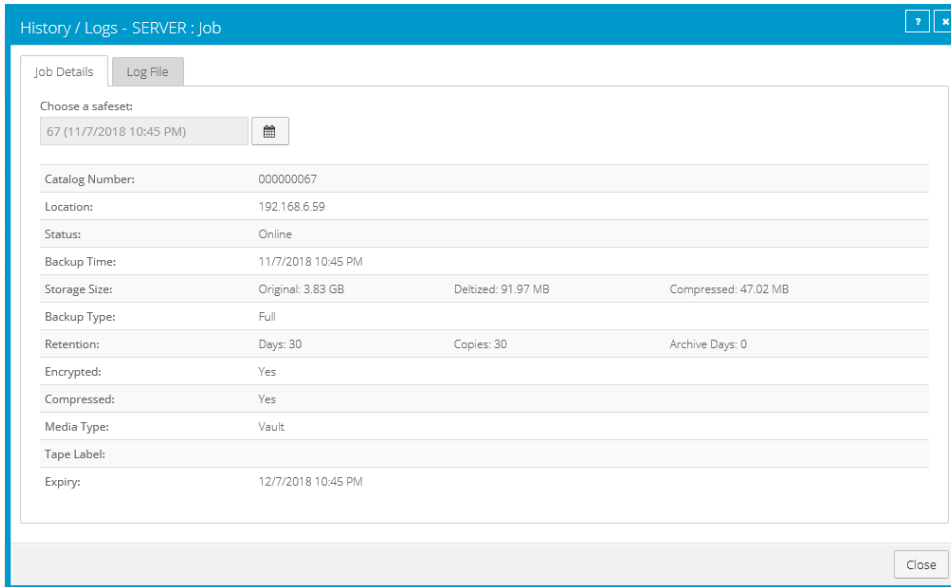 History / Logs - SERVER : Job
? x
Job Details Log File
Choose a safeset:
67 (11/7/2018 10:45 PM)
Catalog Number: 000000067
Location: 192.168.6.59
Status: Online
Backup Time: 11/7/2018 10:45 PM
Storage Size: Original: 3.83 GB Deltized: 91.97 MB Compressed: 47.02 MB
Backup Type: Full
Retention: Days: 30 Copies: 30 Archive Days: 0
Encrypted: Yes
Compressed: Yes
Media Type: Vault
Tape Label:
Expiry: 12/7/2018 10:45 PM
Close